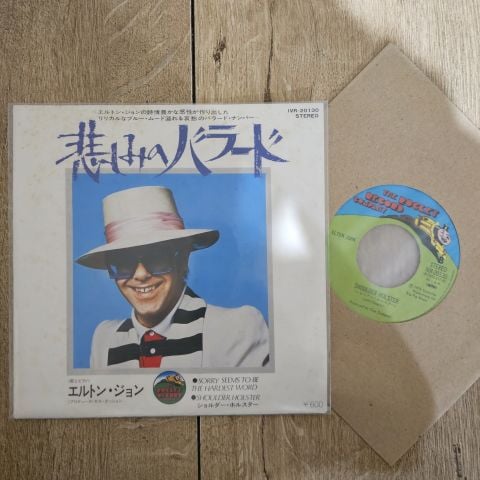 エルトン・ジョンの詩情豊かな感性が作り出した
リリカルなブルー・ムード溢れる哀愁のバラード・ナンバー
IVR-20130
STEREO
悲しみのバラード
エルトン・ジョン
●SORRY SEEMS TO BE
THE HARDEST WORD
●SHOULDER HOLSTER
ショルダー・ホルスター
¥600
THE ROCKET
RECORD
COMPANY
ELTON JOHN
STEREO
SHOULDER HOLSTER